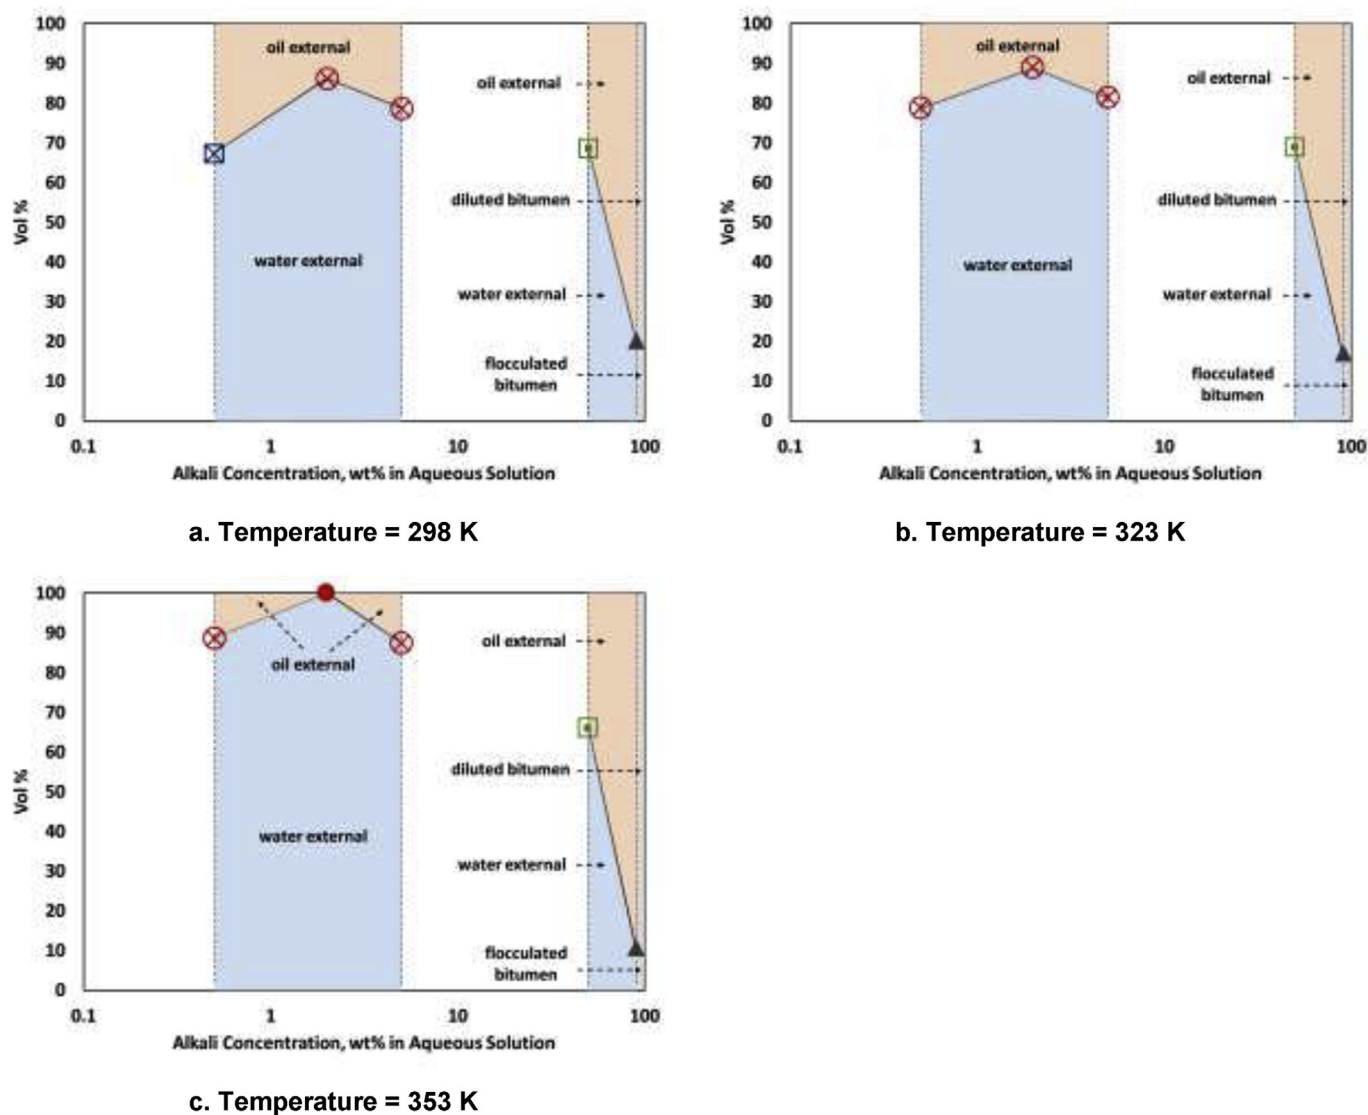 100
90
80
70
60
50
40
30
20
10
0
Vol %
oil external
water external
oil external
diluted bitumen
water external
flocculated
bitumen
0.1 1 10 100
Alkali Concentration, wt% in Aqueous Solution
a. Temperature = 298 K
100
90
80
70
60
50
40
30
20
10
0
Vol %
oil external
water external
oil external
diluted bitumen
water external
flocculated
bitumen
0.1 1 10 100
Alkali Concentration, wt% in Aqueous Solution
b. Temperature = 323 K
100
90
80
70
60
50
40
30
20
10
0
Vol %
oil external
water external
oil external
diluted bitumen
water external
flocculated
bitumen
0.1 1 10 100
Alkali Concentration, wt% in Aqueous Solution
c. Temperature = 353 K